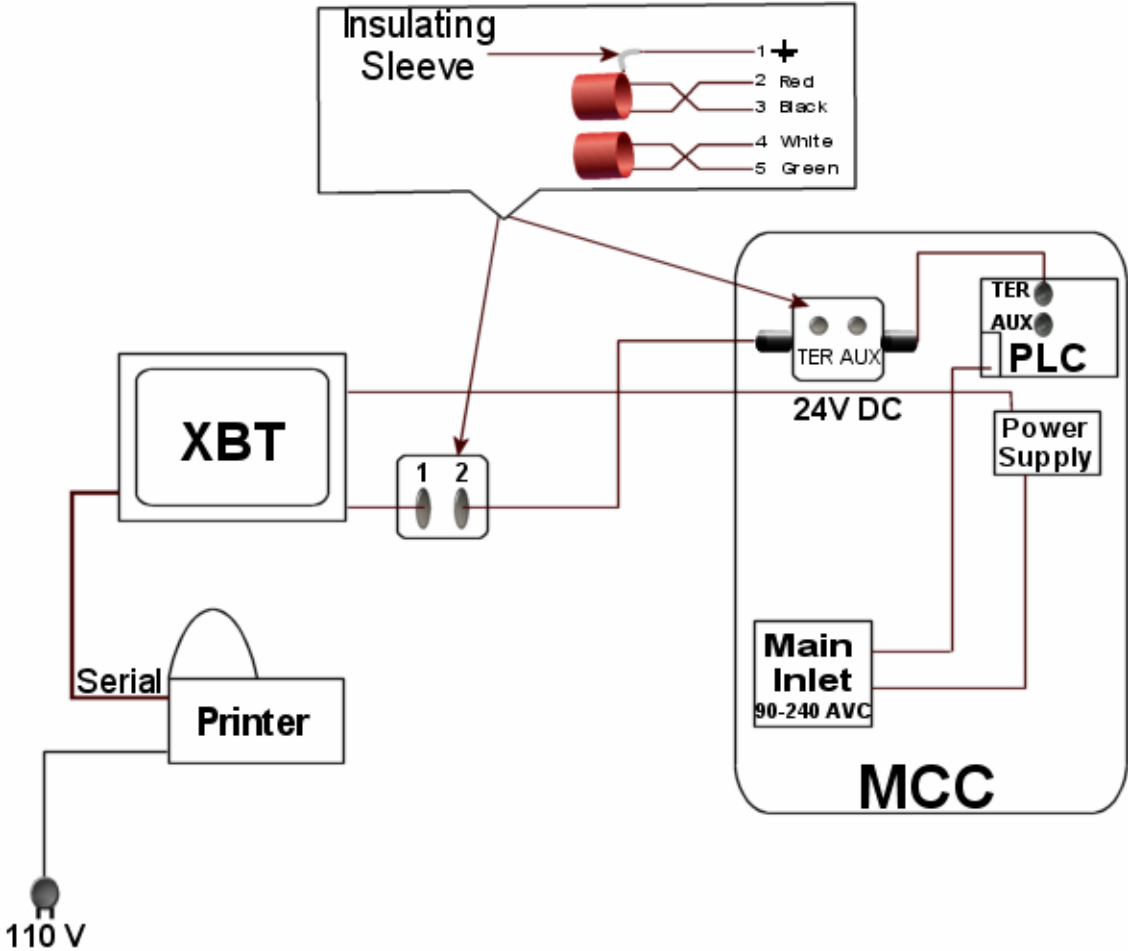 Insulating
Sleeve
1
2 Red
3 Black
4 White
5 Green
TER
AUX
PLC
TER AUX
24V DC
Power
Supply
XBT
1 2
Main
Inlet
90-240 AVC
Serial
Printer
MCC
110 V